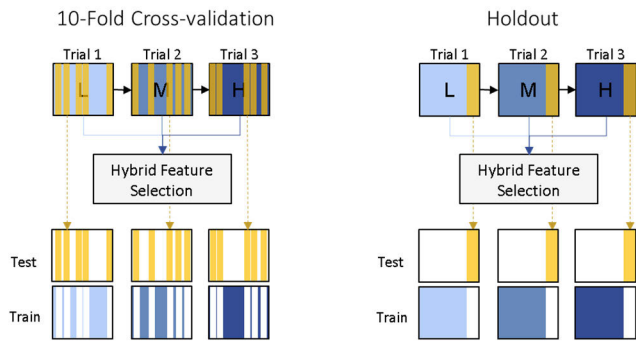 10-Fold Cross-validation
Trial 1 Trial 2 Trial 3
L M H
Hybrid Feature
Selection
Test
Train
Holdout
Trial 1 Trial 2 Trial 3
L M H
Hybrid Feature
Selection
Test
Train